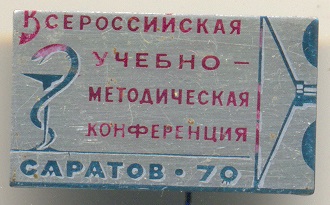 ВСЕРОССИЙСКАЯ
УЧЕБНО –
МЕТОДИЧЕСКАЯ
КОНФЕРЕНЦИЯ
САРАТОВ · 70